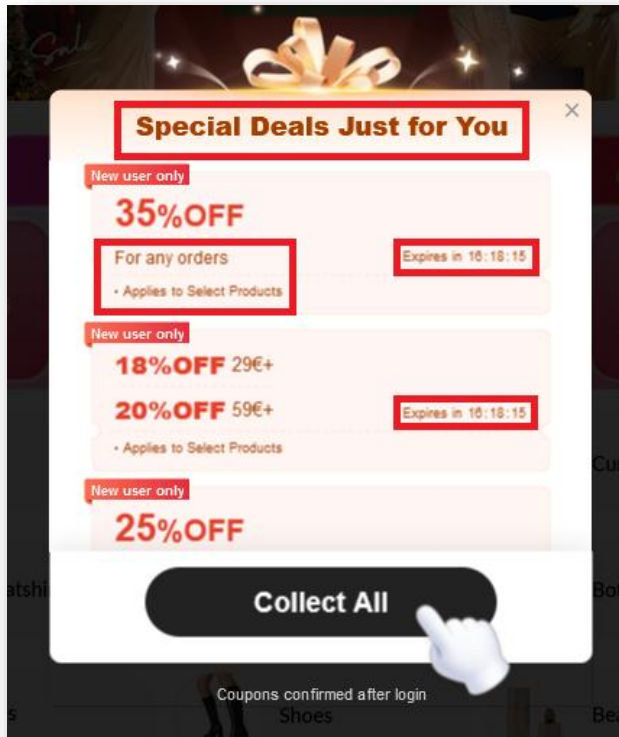 Sale
Special Deals Just for You
New user only
35%OFF
For any orders
Expires in 16:18:15
• Applies to Select Products
New user only
18%OFF 29€+
20%OFF 59€+
Expires in 16:18:15
• Applies to Select Products
New user only
25%OFF
Collect All
Coupons confirmed after login
Shoes